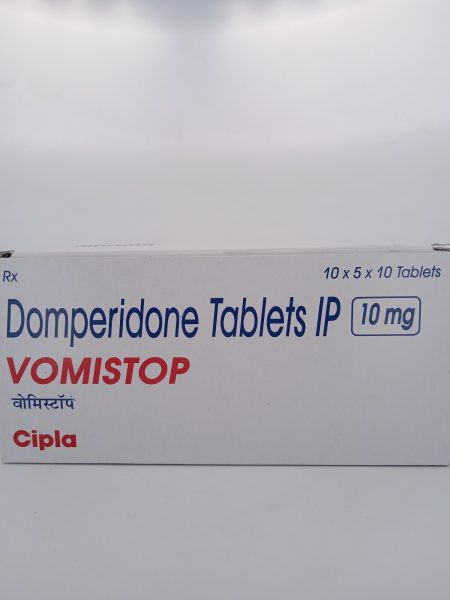 Rx
10 x 5 x 10 Tablets
Domperidone Tablets IP 10 mg
VOMISTOP
वोमिस्टॉप
Cipla